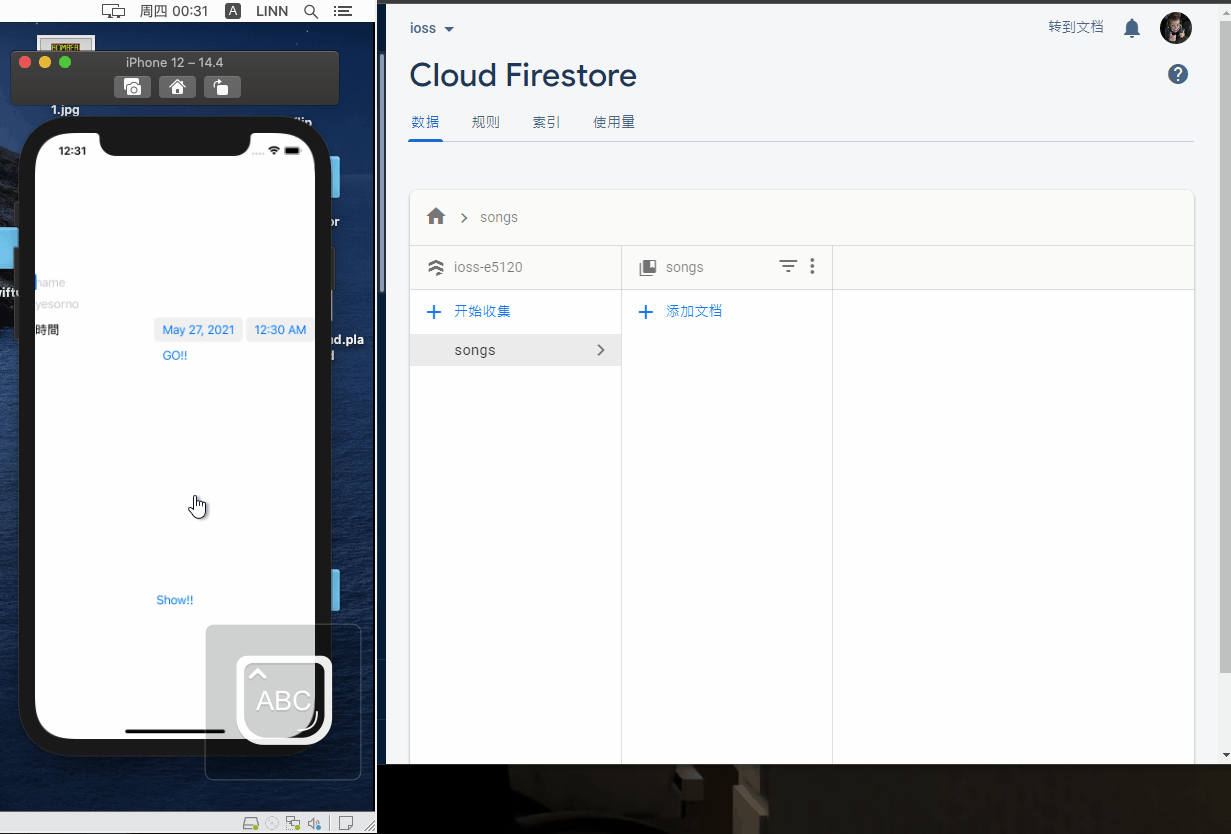 周四 00:31 A LINN
BOMBER
iPhone 12 – 14.4
1.jpg
12:31
name
yesorno
時間 May 27, 2021 12:30 AM
GO!!
Show!!
ABC
ioss
转到文档
Cloud Firestore
数据 规则 索引 使用量
songs
ioss-e5120
songs
开始收集
添加文档
songs